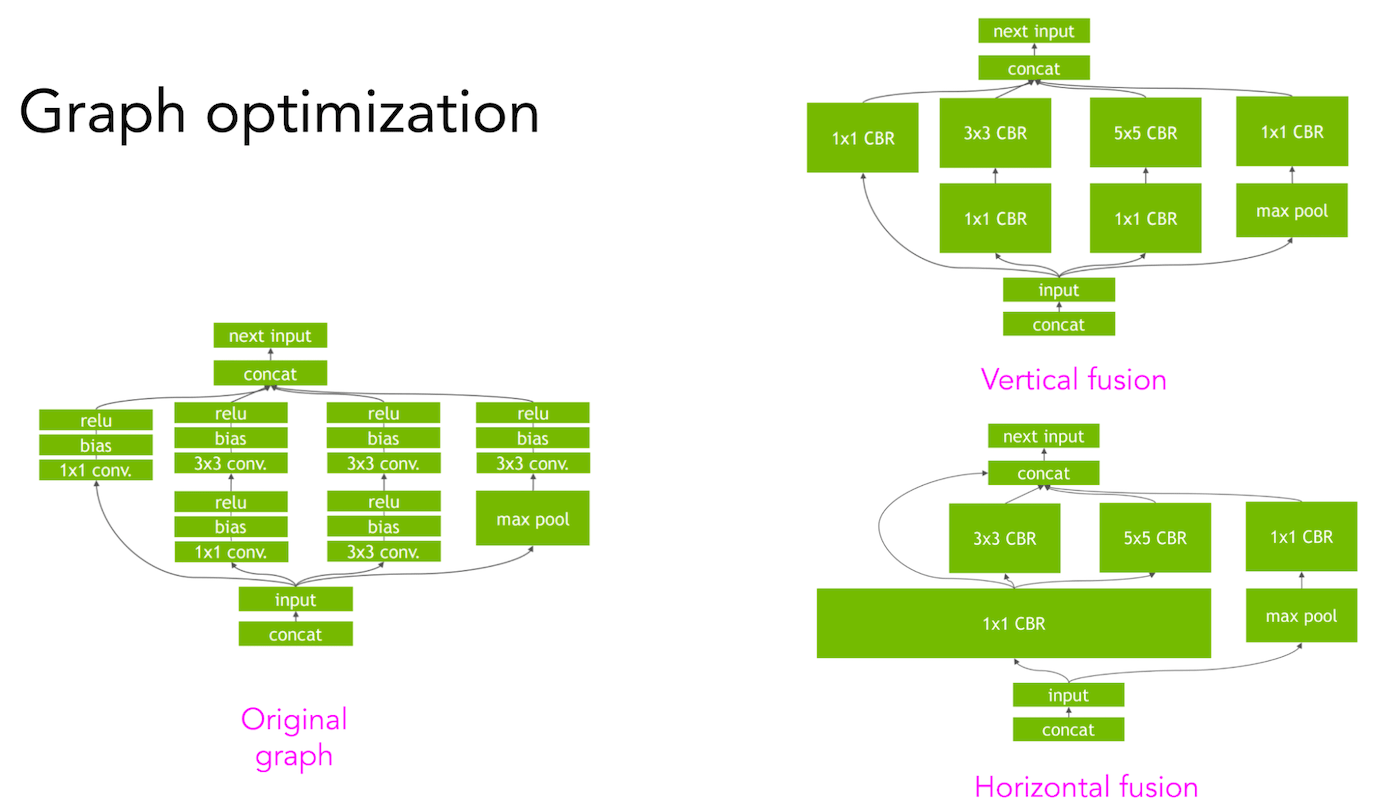 Graph optimization
next input
concat
relu
bias
1x1 conv.
relu
bias
3x3 conv.
relu
bias
1x1 conv.
relu
bias
3x3 conv.
relu
bias
3x3 conv.
relu
bias
3x3 conv.
max pool
input
concat
Original
graph
next input
concat
1x1 CBR
3x3 CBR
5x5 CBR
1x1 CBR
1x1 CBR
1x1 CBR
max pool
input
concat
Vertical fusion
next input
concat
3x3 CBR
5x5 CBR
1x1 CBR
1x1 CBR
max pool
input
concat
Horizontal fusion